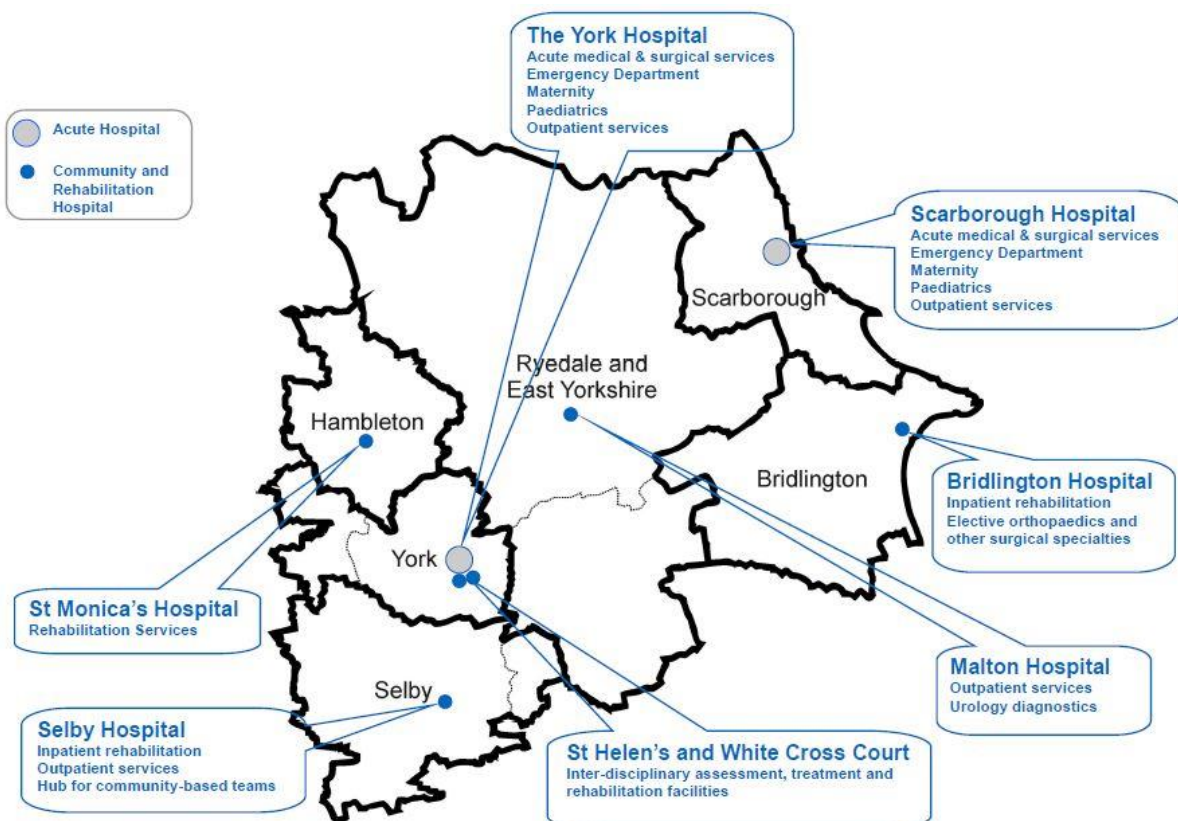 The York Hospital
Acute medical & surgical services
Emergency Department
Maternity
Paediatrics
Outpatient services
Acute Hospital
Community and
Rehabilitation
Hospital
Scarborough Hospital
Acute medical & surgical services
Emergency Department
Maternity
Paediatrics
Outpatient services
Scarborough
Ryedale and
East Yorkshire
Hambleton
Bridlington
Bridlington Hospital
Inpatient rehabilitation
Elective orthopaedics and
other surgical specialties
York
St Monica's Hospital
Rehabilitation Services
Malton Hospital
Outpatient services
Urology diagnostics
Selby
Selby Hospital
Inpatient rehabilitation
Outpatient services
Hub for community-based teams
St Helen's and White Cross Court
Inter-disciplinary assessment, treatment and
rehabilitation facilities